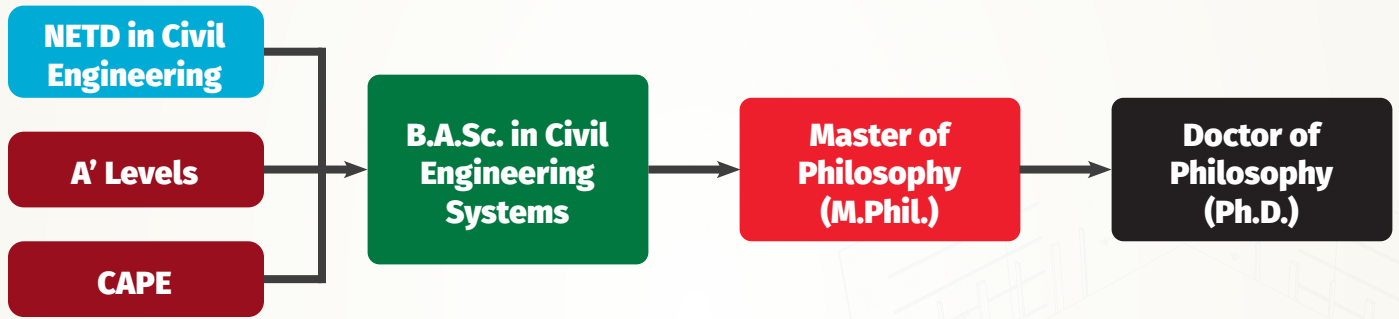 NETD in Civil
Engineering
A’ Levels
CAPE
B.A.Sc. in Civil
Engineering
Systems
Master of
Philosophy
(M.Phil.)
Doctor of
Philosophy
(Ph.D.)